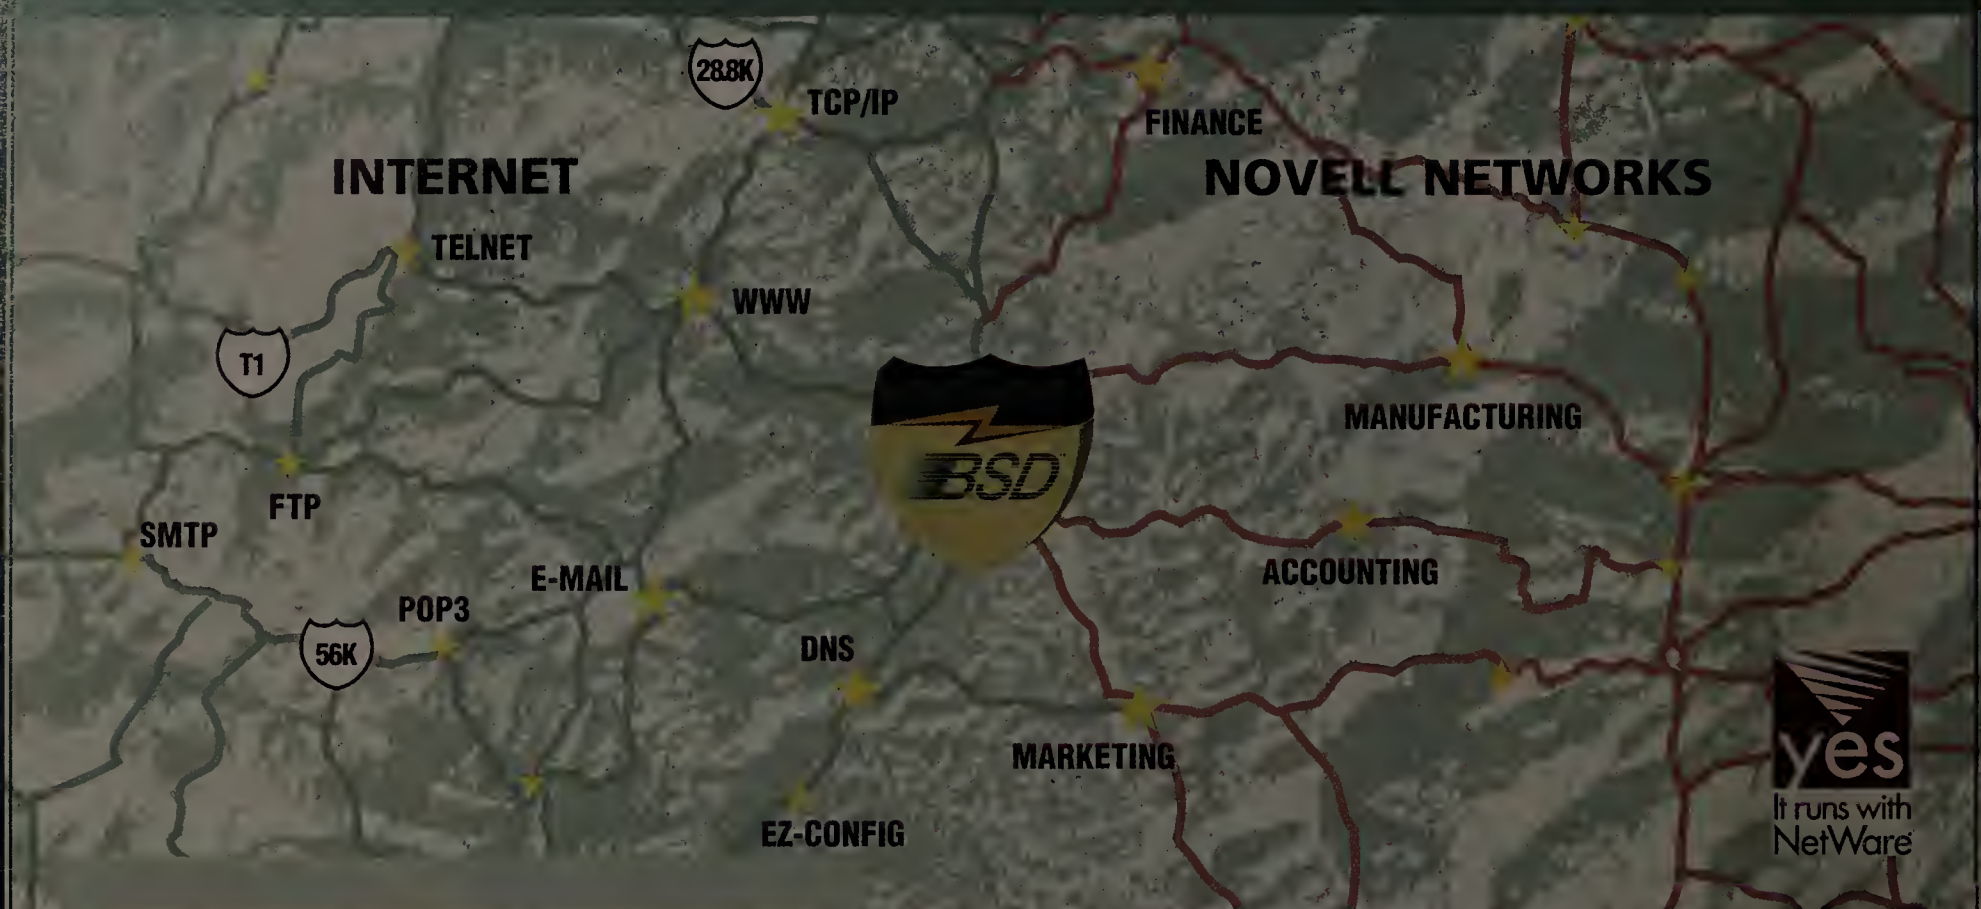 28.8K
TCP/IP
FINANCE
INTERNET
NOVELL NETWORKS
TELNET
WWW
T1
MANUFACTURING
BSD
FTP
SMTP
ACCOUNTING
E-MAIL
POP3
56K
DNS
MARKETING
EZ-CONFIG
yes
It runs with
NetWare